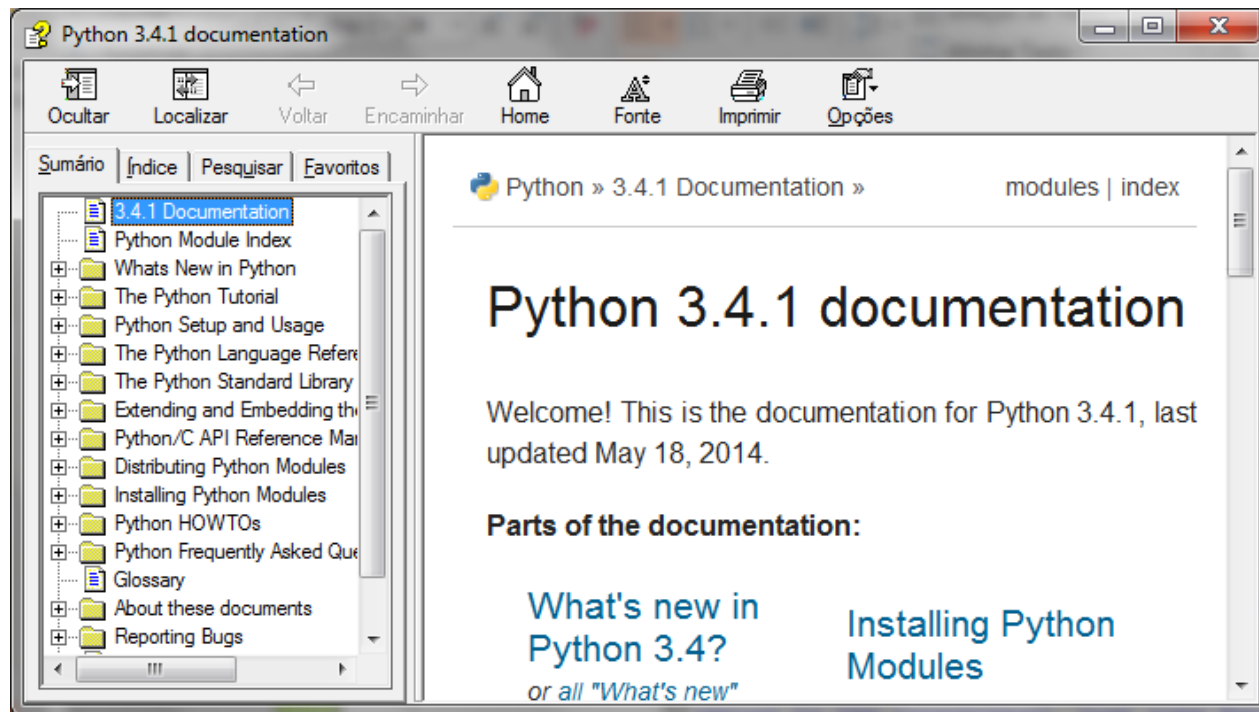 Python 3.4.1 documentation
Ocultar Localizar Voltar Encaminhar Home Fonte Imprimir Opções
Sumário Índice Pesquisar Favoritos
3.4.1 Documentation
Python Module Index
Whats New in Python
The Python Tutorial
Python Setup and Usage
The Python Language Refere
The Python Standard Library
Extending and Embedding the
Python/C API Reference Mar
Distributing Python Modules
Installing Python Modules
Python HOWTOs
Python Frequently Asked Que
Glossary
About these documents
Reporting Bugs
Python » 3.4.1 Documentation » modules | index
Python 3.4.1 documentation
Welcome! This is the documentation for Python 3.4.1, last
updated May 18, 2014.
Parts of the documentation:
What's new in
Python 3.4?
or all "What's new"
Installing Python
Modules